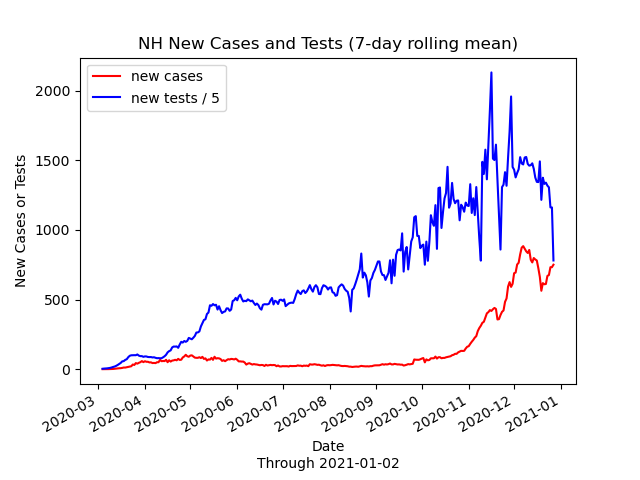 NH New Cases and Tests (7-day rolling mean)
new cases
new tests / 5
New Cases or Tests
2000
1500
1000
500
0
2020-03
2020-04
2020-05
2020-06
2020-07
2020-08
2020-09
2020-10
2020-11
2020-12
2021-01
Date
Through 2021-01-02